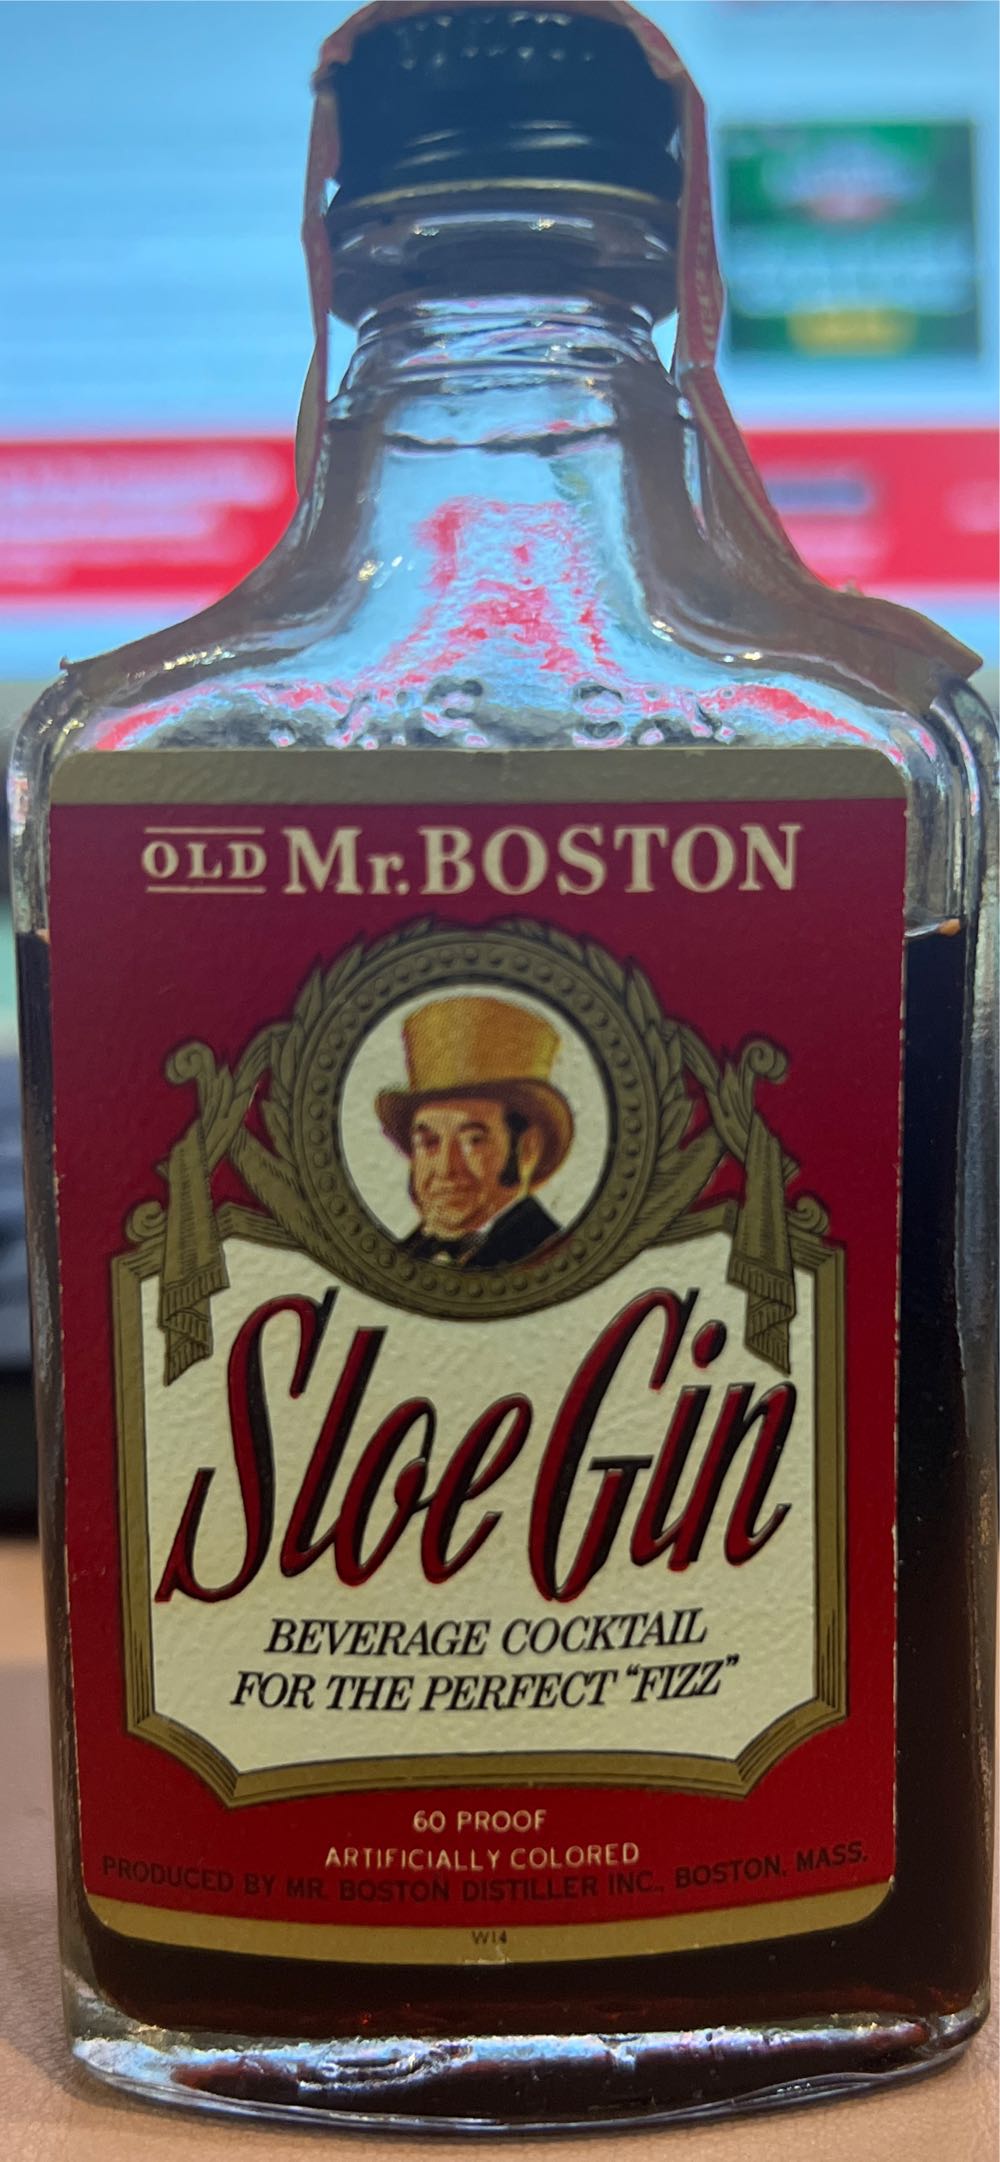 OLD Mr. BOSTON
Sloe Gin
BEVERAGE COCKTAIL
FOR THE PERFECT "FIZZ"
60 PROOF
ARTIFICIALLY COLORED
PRODUCED BY MR. BOSTON DISTILLER INC., BOSTON, MASS.
W14